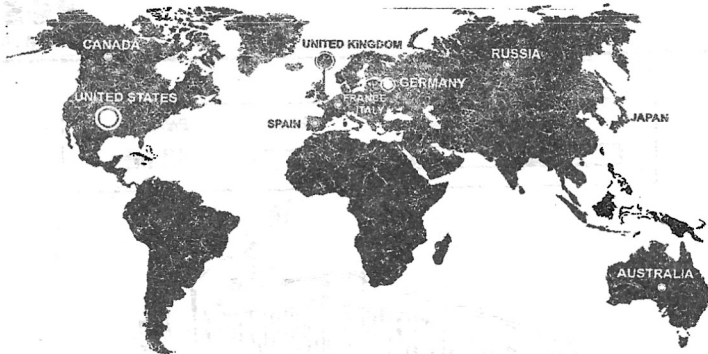 CANADA
UNITED KINGDOM
RUSSIA
UNITED STATES
GERMANY
FRANCE
ITALY
SPAIN
JAPAN
AUSTRALIA